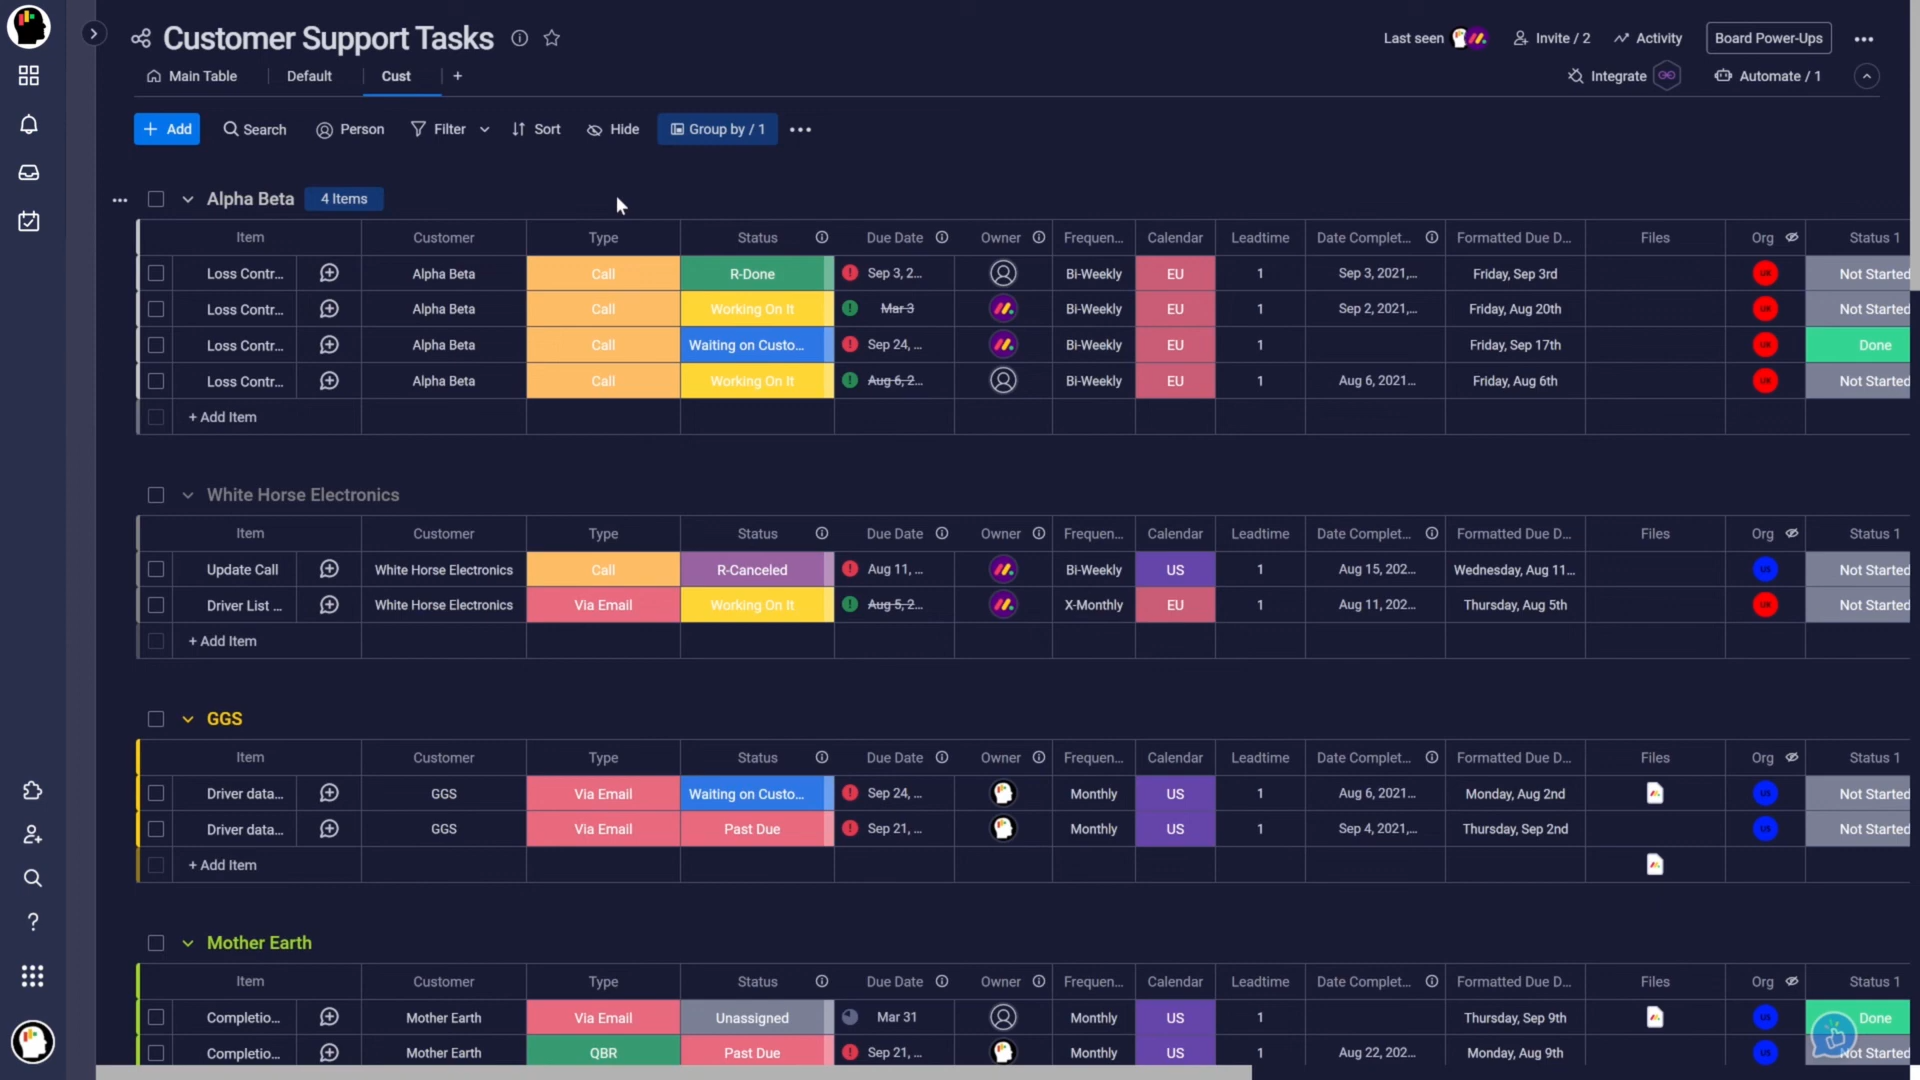 Customer Support Tasks
Last seen
Invite / 2
Activity
Board Power-Ups
Main Table
Default
Cust
Integrate
Automate / 1
Add
Search
Person
Filter
Sort
Hide
Group by / 1
Alpha Beta 4 Items
Item Customer Type Status Due Date Owner Frequen... Calendar Leadtime Date Complet... Formatted Due D... Files Org Status 1
Loss Contr... Alpha Beta Call R-Done Sep 3, 2... Bi-Weekly EU 1 Sep 3, 2021,... Friday, Sep 3rd UK Not Started
Loss Contr... Alpha Beta Call Working On It Mar 3 Bi-Weekly EU 1 Sep 2, 2021,... Friday, Aug 20th UK Not Started
Loss Contr... Alpha Beta Call Waiting on Custo... Sep 24, ... Bi-Weekly EU 1 Friday, Sep 17th UK Done
Loss Contr... Alpha Beta Call Working On It Aug 6, 2... Bi-Weekly EU 1 Aug 6, 2021... Friday, Aug 6th UK Not Started
+ Add Item
White Horse Electronics
Item Customer Type Status Due Date Owner Frequen... Calendar Leadtime Date Complet... Formatted Due D... Files Org Status 1
Update Call White Horse Electronics Call R-Canceled Aug 11, ... Bi-Weekly US 1 Aug 15, 202... Wednesday, Aug 11... US Not Started
Driver List ... White Horse Electronics Via Email Working On It Aug 5, 2... X-Monthly EU 1 Aug 11, 202... Thursday, Aug 5th UK Not Started
+ Add Item
GGS
Item Customer Type Status Due Date Owner Frequen... Calendar Leadtime Date Complet... Formatted Due D... Files Org Status 1
Driver data... GGS Via Email Waiting on Custo... Sep 24, ... Monthly US 1 Aug 6, 2021... Monday, Aug 2nd US Not Started
Driver data... GGS Via Email Past Due Sep 21, ... Monthly US 1 Sep 4, 2021,... Thursday, Sep 2nd US Not Started
+ Add Item
Mother Earth
Item Customer Type Status Due Date Owner Frequen... Calendar Leadtime Date Complet... Formatted Due D... Files Org Status 1
Completio... Mother Earth Via Email Unassigned Mar 31 Monthly US 1 Thursday, Sep 9th US Done
Completio... Mother Earth QBR Past Due Sep 21, ... Monthly US 1 Aug 22, 202... Monday, Aug 9th US Not Started